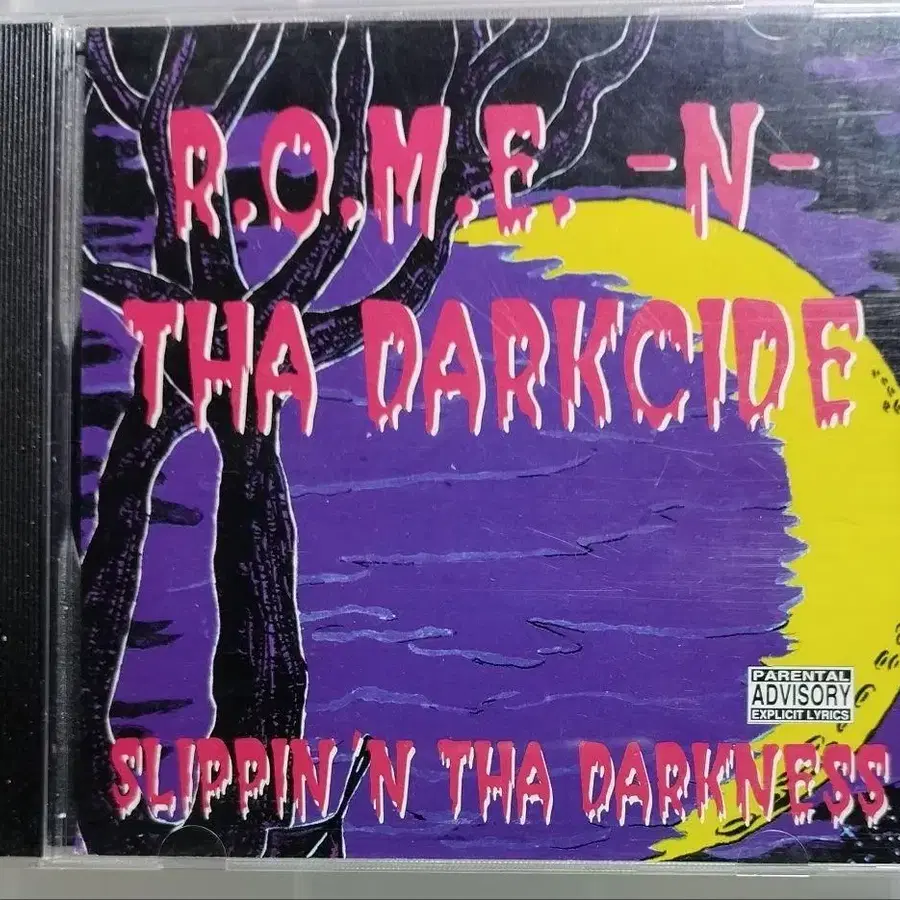 R.O.M.E. -N-
THA DARKCIDE
PARENTAL
ADVISORY
EXPLICIT LYRICS
SLIPPIN'N THA DARKNESS